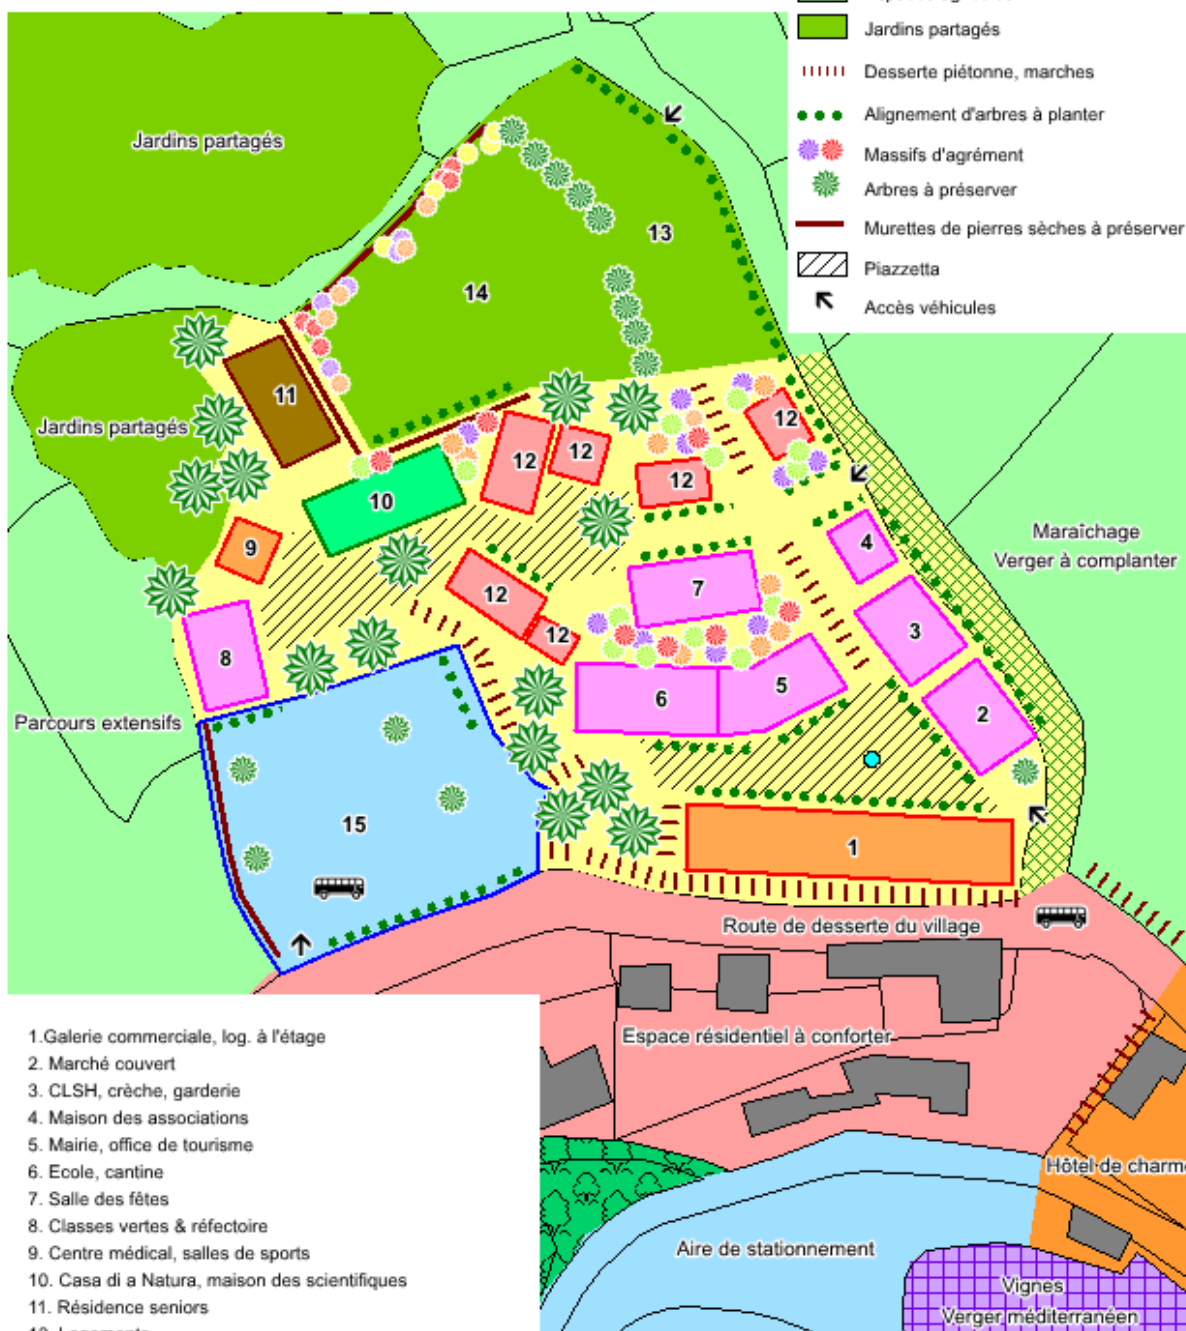 Jardins partagés
Desserte piétonne, marches
Alignement d'arbres à planter
Massifs d'agrément
Arbres à préserver
Murettes de pierres sèches à préserver
Piazzetta
Accès véhicules
Jardins partagés
13
14
11
Jardins partagés
12
12
12
12
10
9
4
Maraîchage
Verger à complanter
7
12
12
3
8
6
5
2
Parcours extensifs
15
1
Route de desserte du village
Espace résidentiel à conforter
Hôtel de charme
Aire de stationnement
Vignes
Verger méditerranéen
1.Galerie commerciale, log. à l'étage
2. Marché couvert
3. CLSH, crèche, garderie
4. Maison des associations
5. Mairie, office de tourisme
6. Ecole, cantine
7. Salle des fêtes
8. Classes vertes & réfectoire
9. Centre médical, salles de sports
10. Casa di a Natura, maison des scientifiques
11. Résidence seniors
12. Logements